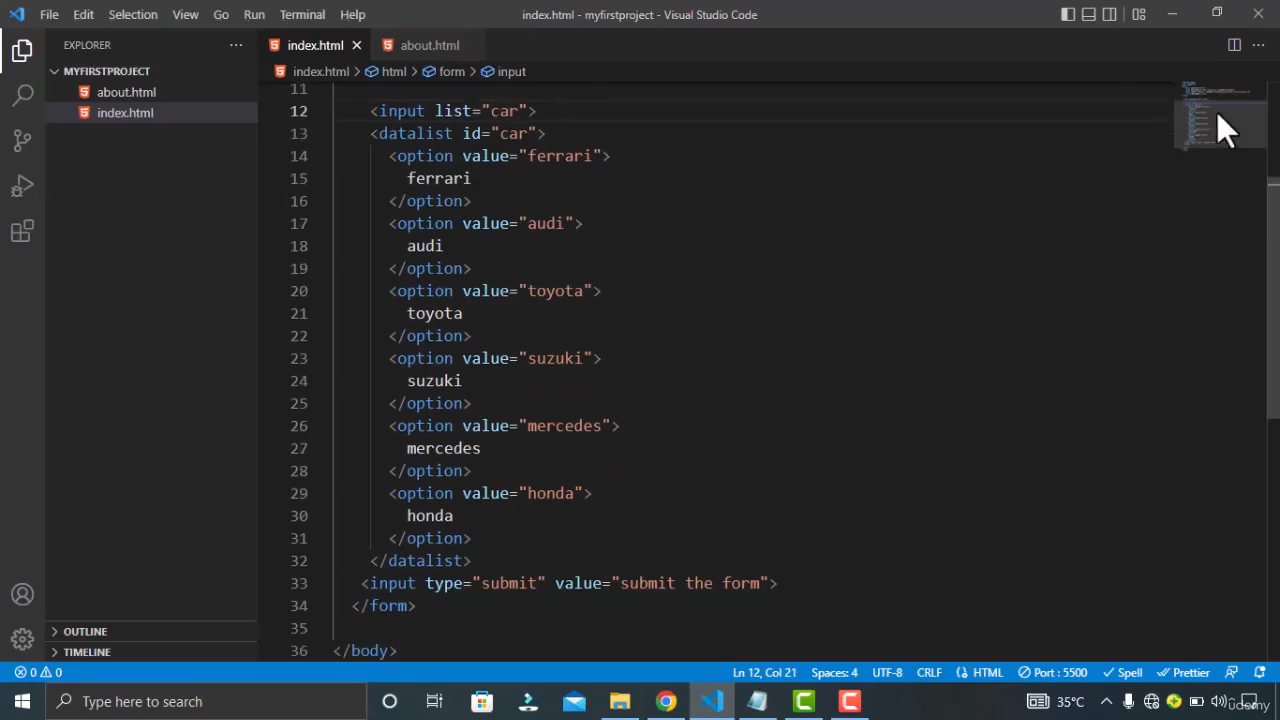 File Edit Selection View Go Run Terminal Help index.html - myfirstproject - Visual Studio Code
EXPLORER
index.html
about.html
MYFIRSTPROJECT
index.html > html > form > input
about.html
index.html
11
12 <input list="car">
13 <datalist id="car">
14 <option value="ferrari">
15 ferrari
16 </option>
17 <option value="audi">
18 audi
19 </option>
20 <option value="toyota">
21 toyota
22 </option>
23 <option value="suzuki">
24 suzuki
25 </option>
26 <option value="mercedes">
27 mercedes
28 </option>
29 <option value="honda">
30 honda
31 </option>
32 </datalist>
33 <input type="submit" value="submit the form">
34 </form>
35
36 </body>
OUTLINE
TIMELINE
0 0 Ln 12, Col 21 Spaces: 4 UTF-8 CRLF HTML Port : 5500 Spell Prettier
Type here to search 35°C
Udemy